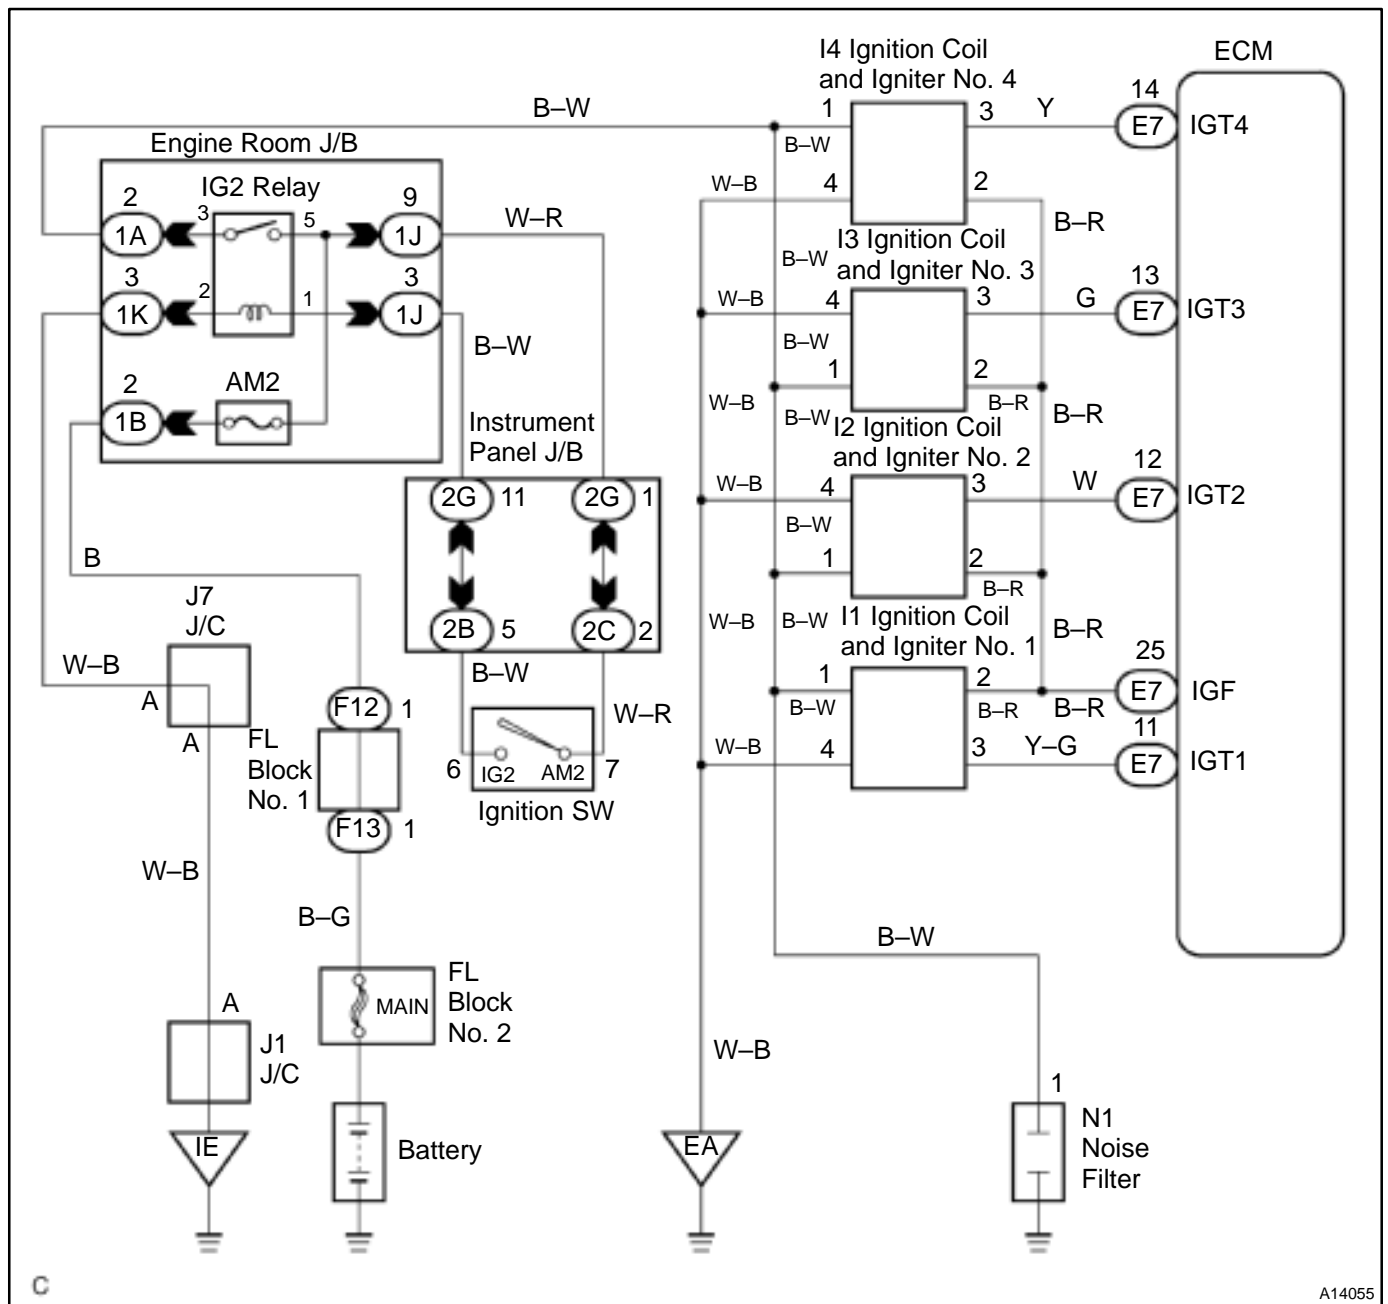 I4 Ignition Coil
and Igniter No. 4
ECM
B–W
1
3
Y
14
E7
IGT4
Engine Room J/B
B–W
IG2 Relay
W–B
4
2
2
3
5
9
1A
1J
W–R
B–R
I3 Ignition Coil
and Igniter No. 3
B–W
3
2
1
3
1K
1J
W–B
4
3
G
13
E7
IGT3
B–W
B–W
2
AM2
1
2
W–B
B–R
B–R
1B
Instrument
Panel J/B
B–W
I2 Ignition Coil
and Igniter No. 2
2G
11
2G
1
W–B
4
3
W
12
E7
IGT2
B–W
B
1
2
B–R
J7
J/C
2B
5
2C
2
W–B
B–W
I1 Ignition Coil
and Igniter No. 1
B–R
W–B
A
A
B–W
1
2
25
E7
IGF
B–W
B–R
B–R
F12
1
W–R
FL
Block
No. 1
6
IG2
AM2
7
Ignition SW
W–B
4
3
Y–G
11
E7
IGT1
F13
1
W–B
B–G
B–W
A
MAIN
FL
Block
No. 2
J1
J/C
W–B
1
IE
Battery
EA
N1
Noise
Filter
C
A14055